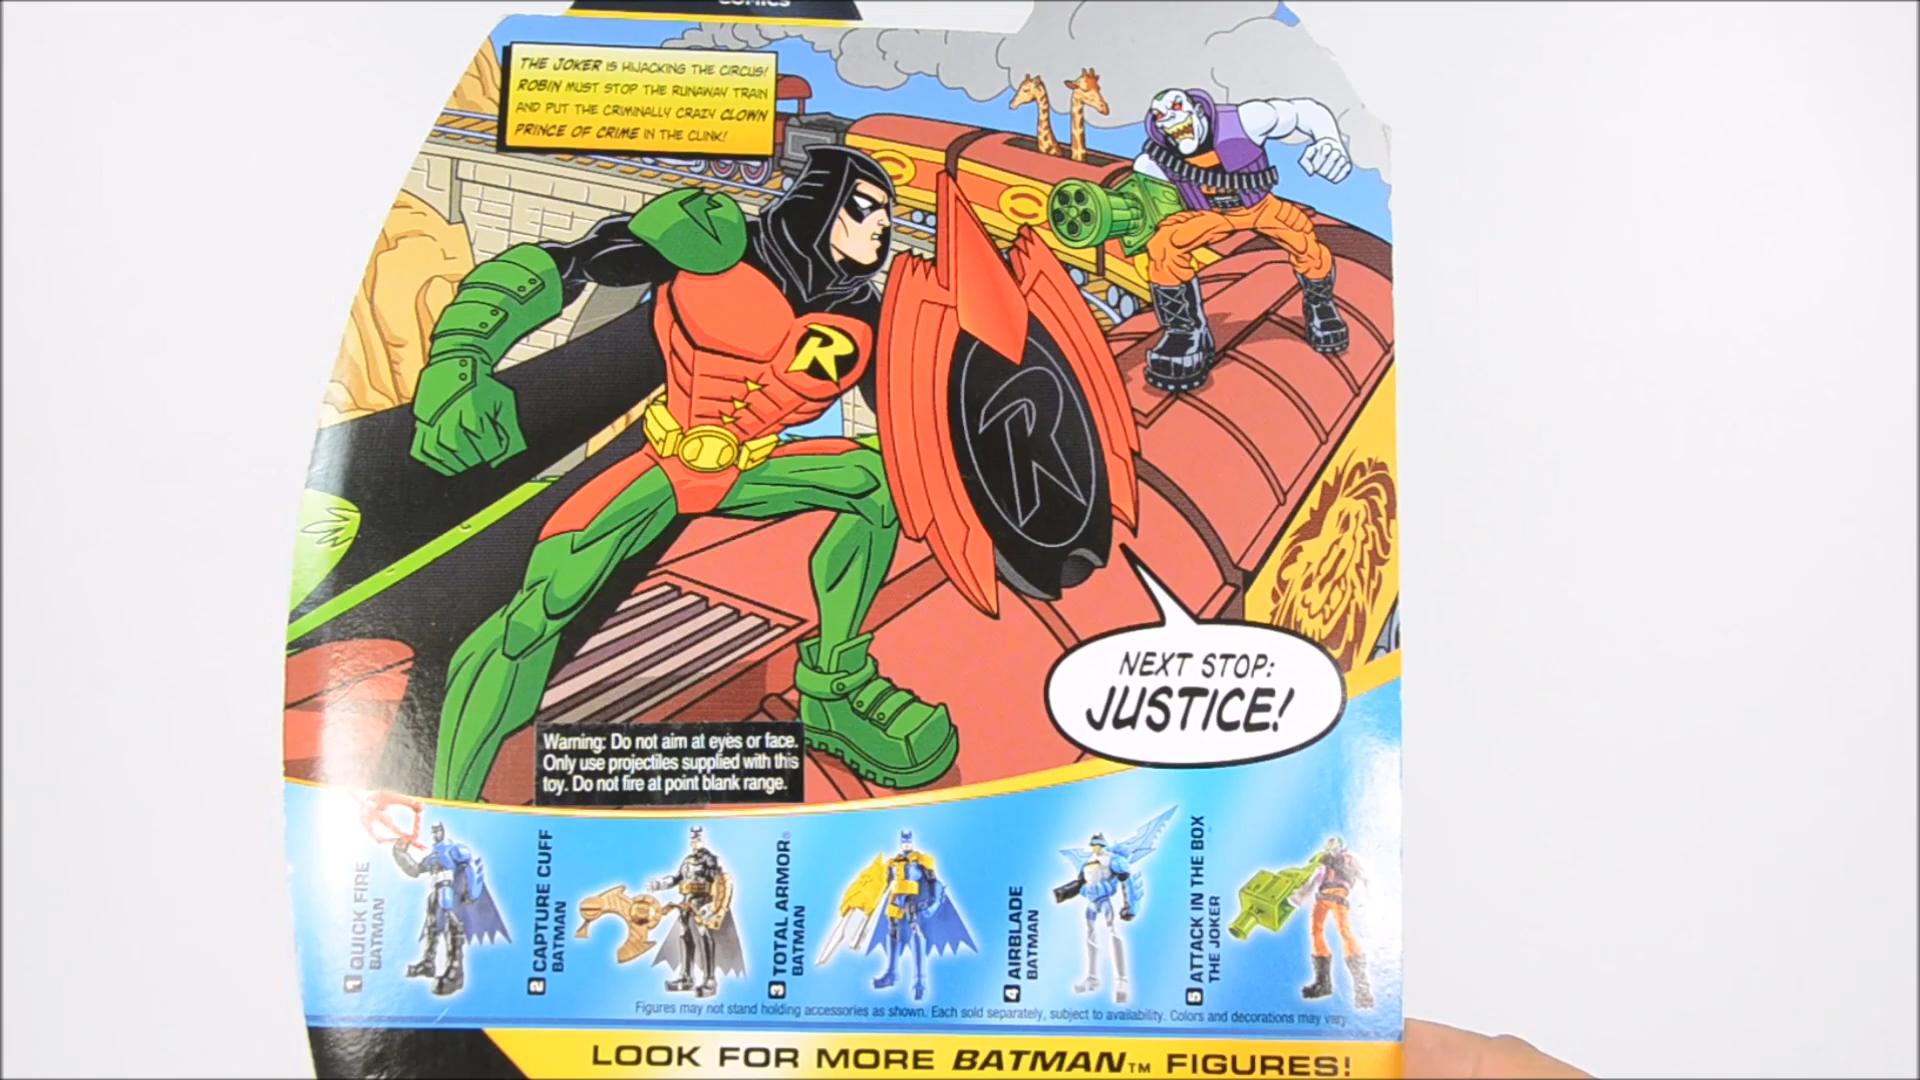 COMICS
THE JOKER IS HIJACKING THE CIRCUS!
ROBIN MUST STOP THE RUNAWAY TRAIN
AND PUT THE CRIMINALLY CRAZY CLOWN
PRINCE OF CRIME IN THE CLINK!
C
C
R
R
NEXT STOP:
JUSTICE!
Warning: Do not aim at eyes or face.
Only use projectiles supplied with this
toy. Do not fire at point blank range.
1 QUICK FIRE
BATMAN
2 CAPTURE CUFF
BATMAN
3 TOTAL ARMOR®
BATMAN
4 AIRBLADE
BATMAN
5 ATTACK IN THE BOX
THE JOKER
Figures may not stand holding accessories as shown. Each sold separately, subject to availability. Colors and decorations may vary.
LOOK FOR MORE BATMAN™ FIGURES!